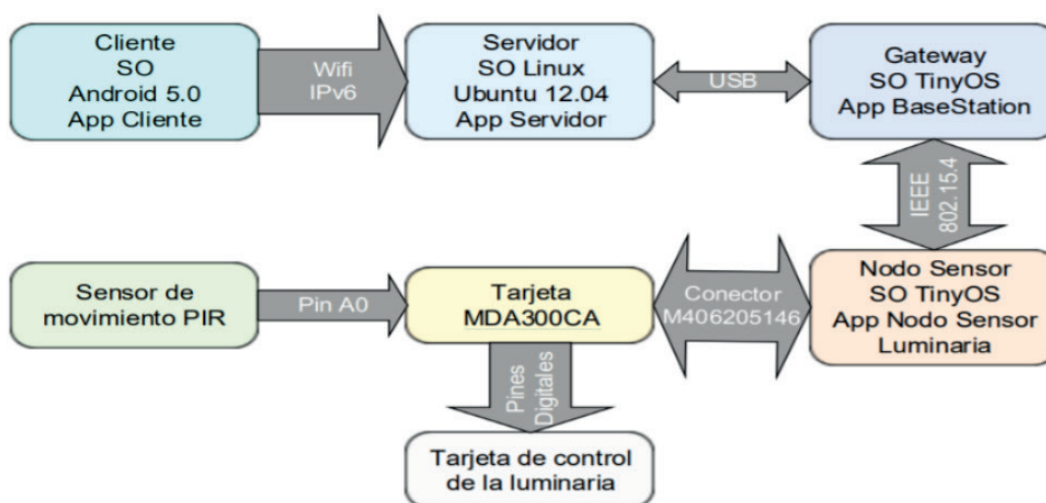 Cliente
SO
Android 5.0
App Cliente
Wifi
IPv6
Servidor
SO Linux
Ubuntu 12.04
App Servidor
USB
Gateway
SO TinyOS
App BaseStation
IEEE
802.15.4
Sensor de
movimiento PIR
Pin A0
Tarjeta
MDA300CA
Conector
M406205146
Nodo Sensor
SO TinyOS
App Nodo Sensor
Luminaria
Pines
Digitales
Tarjeta de control
de la luminaria